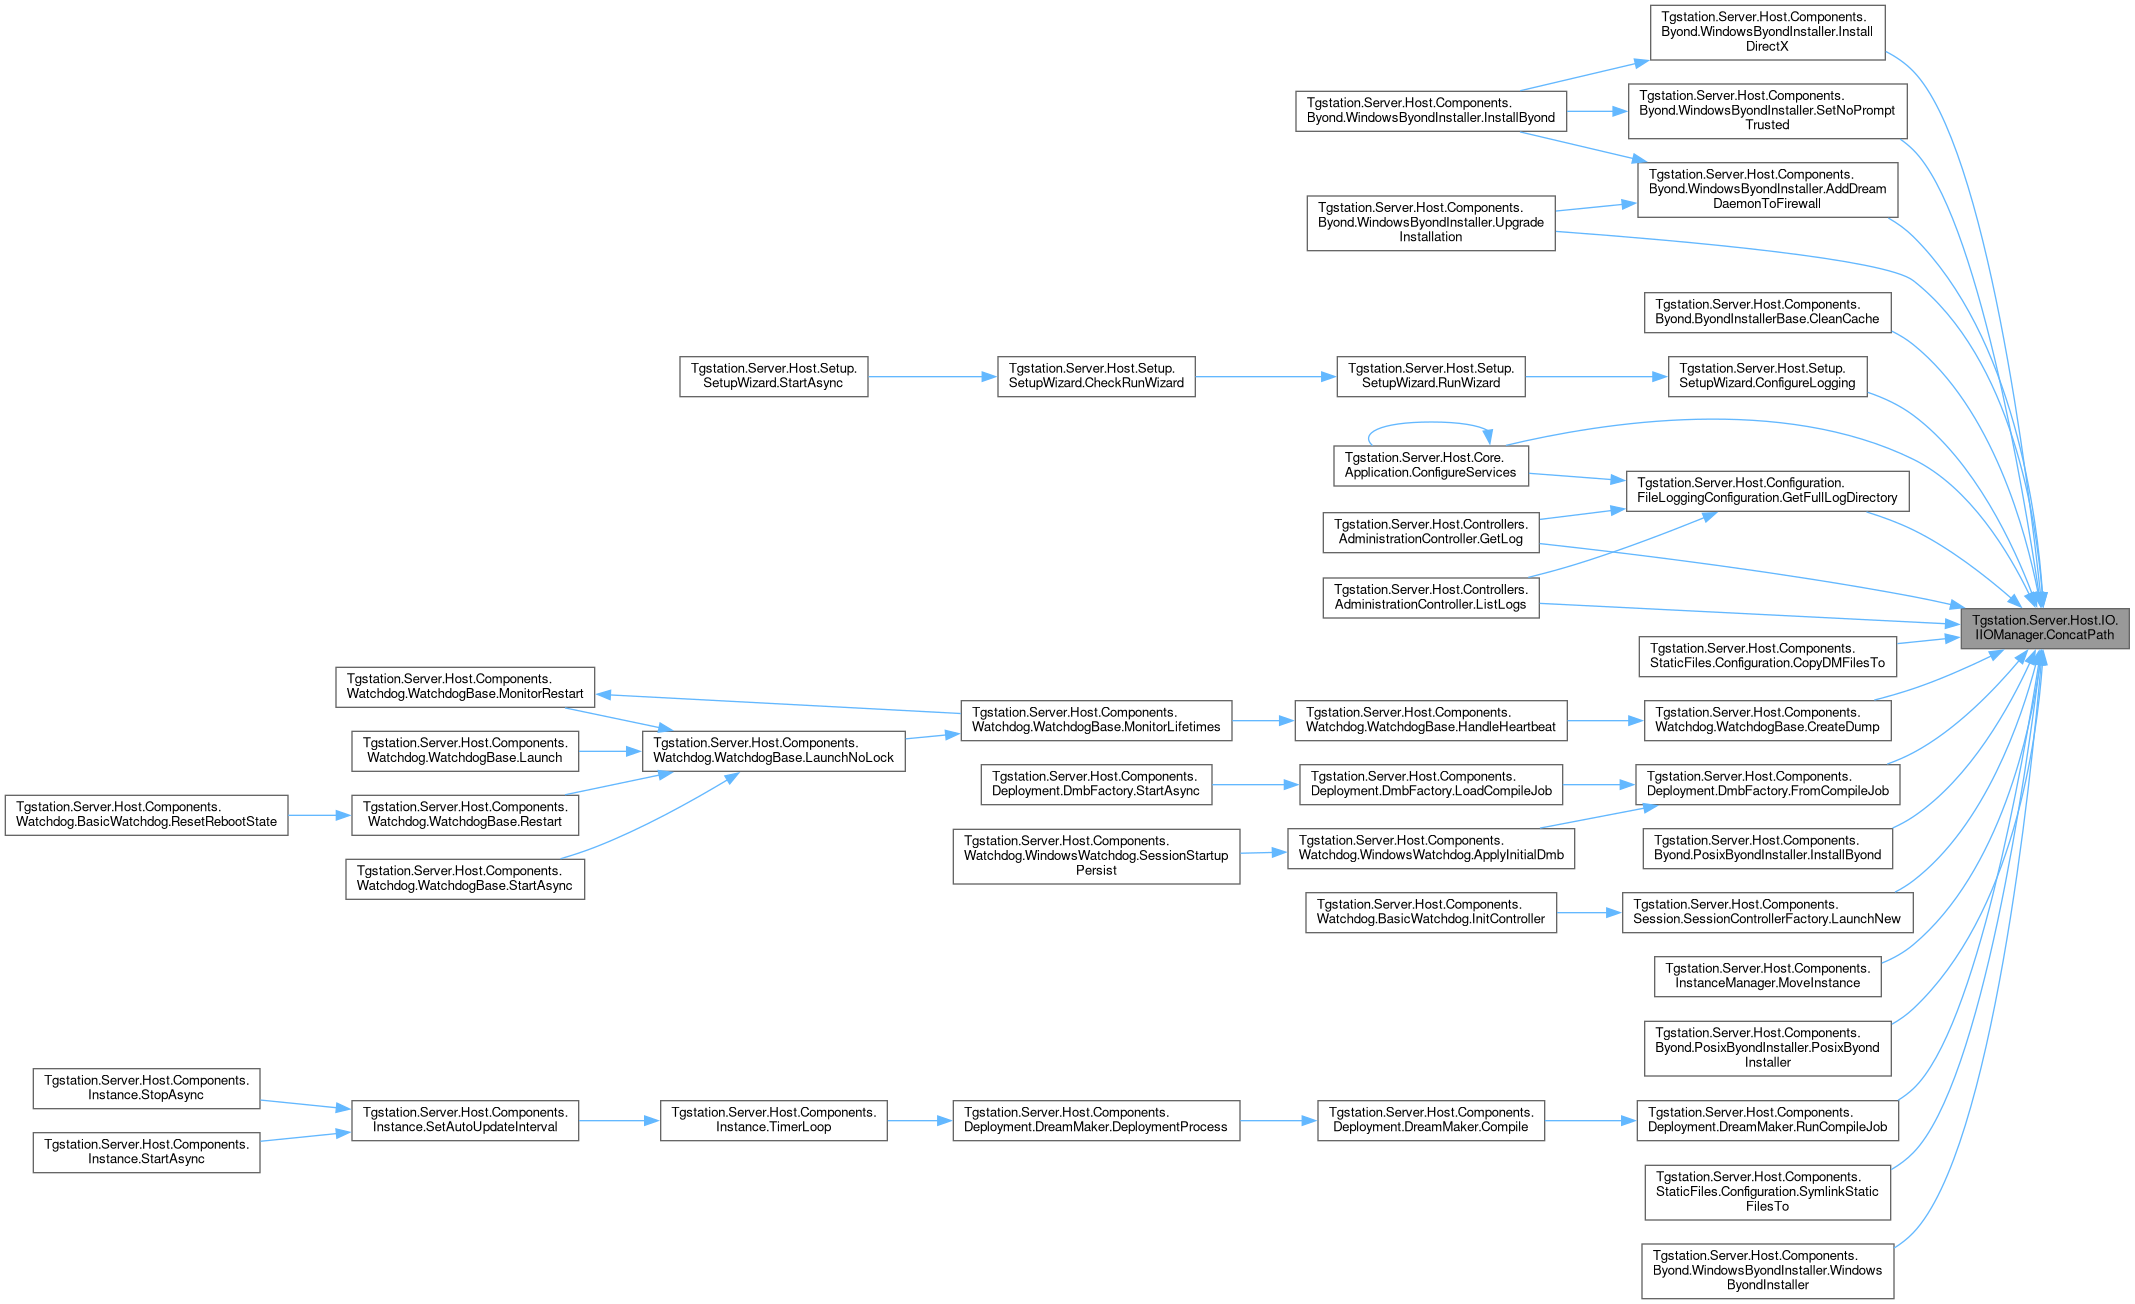 Tgstation.Server.Host.Components.
Byond.WindowsByondInstaller.Install
DirectX
Tgstation.Server.Host.Components.
Byond.WindowsByondInstaller.InstallByond
Tgstation.Server.Host.Components.
Byond.WindowsByondInstaller.SetNoPrompt
Trusted
Tgstation.Server.Host.Components.
Byond.WindowsByondInstaller.AddDream
DaemonToFirewall
Tgstation.Server.Host.Components.
Byond.WindowsByondInstaller.Upgrade
Installation
Tgstation.Server.Host.Components.
Byond.ByondInstallerBase.CleanCache
Tgstation.Server.Host.Setup.
SetupWizard.StartAsync
Tgstation.Server.Host.Setup.
SetupWizard.CheckRunWizard
Tgstation.Server.Host.Setup.
SetupWizard.RunWizard
Tgstation.Server.Host.Setup.
SetupWizard.ConfigureLogging
Tgstation.Server.Host.Core.
Application.ConfigureServices
Tgstation.Server.Host.Configuration.
FileLoggingConfiguration.GetFullLogDirectory
Tgstation.Server.Host.Controllers.
AdministrationController.GetLog
Tgstation.Server.Host.Controllers.
AdministrationController.ListLogs
Tgstation.Server.Host.IO.
IIOManager.ConcatPath
Tgstation.Server.Host.Components.
StaticFiles.Configuration.CopyDMFilesTo
Tgstation.Server.Host.Components.
Watchdog.WatchdogBase.MonitorRestart
Tgstation.Server.Host.Components.
Watchdog.WatchdogBase.MonitorLifetimes
Tgstation.Server.Host.Components.
Watchdog.WatchdogBase.HandleHeartbeat
Tgstation.Server.Host.Components.
Watchdog.WatchdogBase.CreateDump
Tgstation.Server.Host.Components.
Watchdog.WatchdogBase.Launch
Tgstation.Server.Host.Components.
Watchdog.WatchdogBase.LaunchNoLock
Tgstation.Server.Host.Components.
Deployment.DmbFactory.StartAsync
Tgstation.Server.Host.Components.
Deployment.DmbFactory.LoadCompileJob
Tgstation.Server.Host.Components.
Deployment.DmbFactory.FromCompileJob
Tgstation.Server.Host.Components.
Watchdog.BasicWatchdog.ResetRebootState
Tgstation.Server.Host.Components.
Watchdog.WatchdogBase.Restart
Tgstation.Server.Host.Components.
Watchdog.WindowsWatchdog.SessionStartup
Persist
Tgstation.Server.Host.Components.
Watchdog.WindowsWatchdog.ApplyInitialDmb
Tgstation.Server.Host.Components.
Byond.PosixByondInstaller.InstallByond
Tgstation.Server.Host.Components.
Watchdog.WatchdogBase.StartAsync
Tgstation.Server.Host.Components.
Watchdog.BasicWatchdog.InitController
Tgstation.Server.Host.Components.
Session.SessionControllerFactory.LaunchNew
Tgstation.Server.Host.Components.
InstanceManager.MoveInstance
Tgstation.Server.Host.Components.
Byond.PosixByondInstaller.PosixByond
Installer
Tgstation.Server.Host.Components.
Instance.StopAsync
Tgstation.Server.Host.Components.
Instance.SetAutoUpdateInterval
Tgstation.Server.Host.Components.
Instance.TimerLoop
Tgstation.Server.Host.Components.
Deployment.DreamMaker.DeploymentProcess
Tgstation.Server.Host.Components.
Deployment.DreamMaker.Compile
Tgstation.Server.Host.Components.
Deployment.DreamMaker.RunCompileJob
Tgstation.Server.Host.Components.
Instance.StartAsync
Tgstation.Server.Host.Components.
StaticFiles.Configuration.SymlinkStatic
FilesTo
Tgstation.Server.Host.Components.
Byond.WindowsByondInstaller.Windows
ByondInstaller